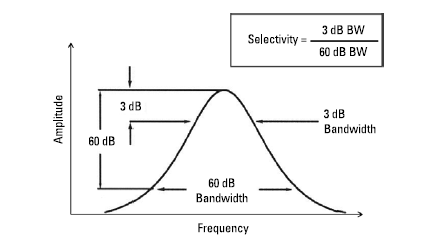 Selectivity = 3 dB BW
60 dB BW
Amplitude
3 dB
60 dB
3 dB
Bandwidth
60 dB
Bandwidth
Frequency